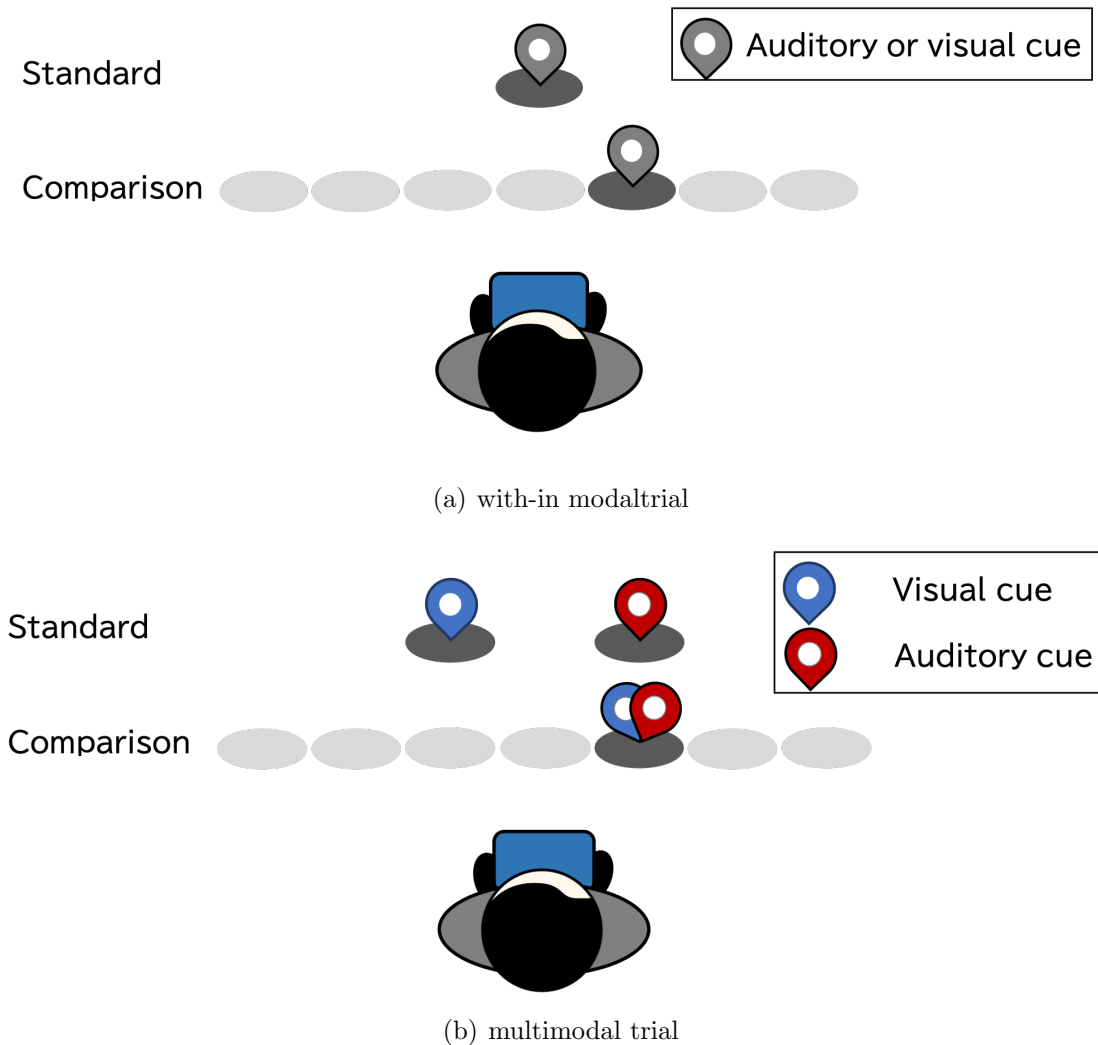 Standard
Auditory or visual cue
Comparison
(a) with-in modaltrial
Standard
Visual cue
Auditory cue
Comparison
(b) multimodal trial